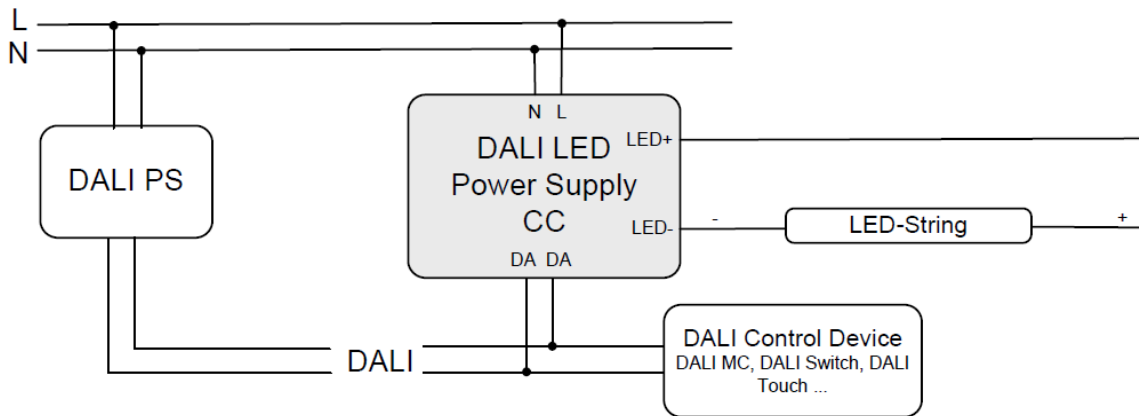 L
N
N L
DALI LED
Power Supply
CC
LED+
LED-
DA DA
DALI PS
- LED-String +
DALI
DALI Control Device
DALI MC, DALI Switch, DALI
Touch ...